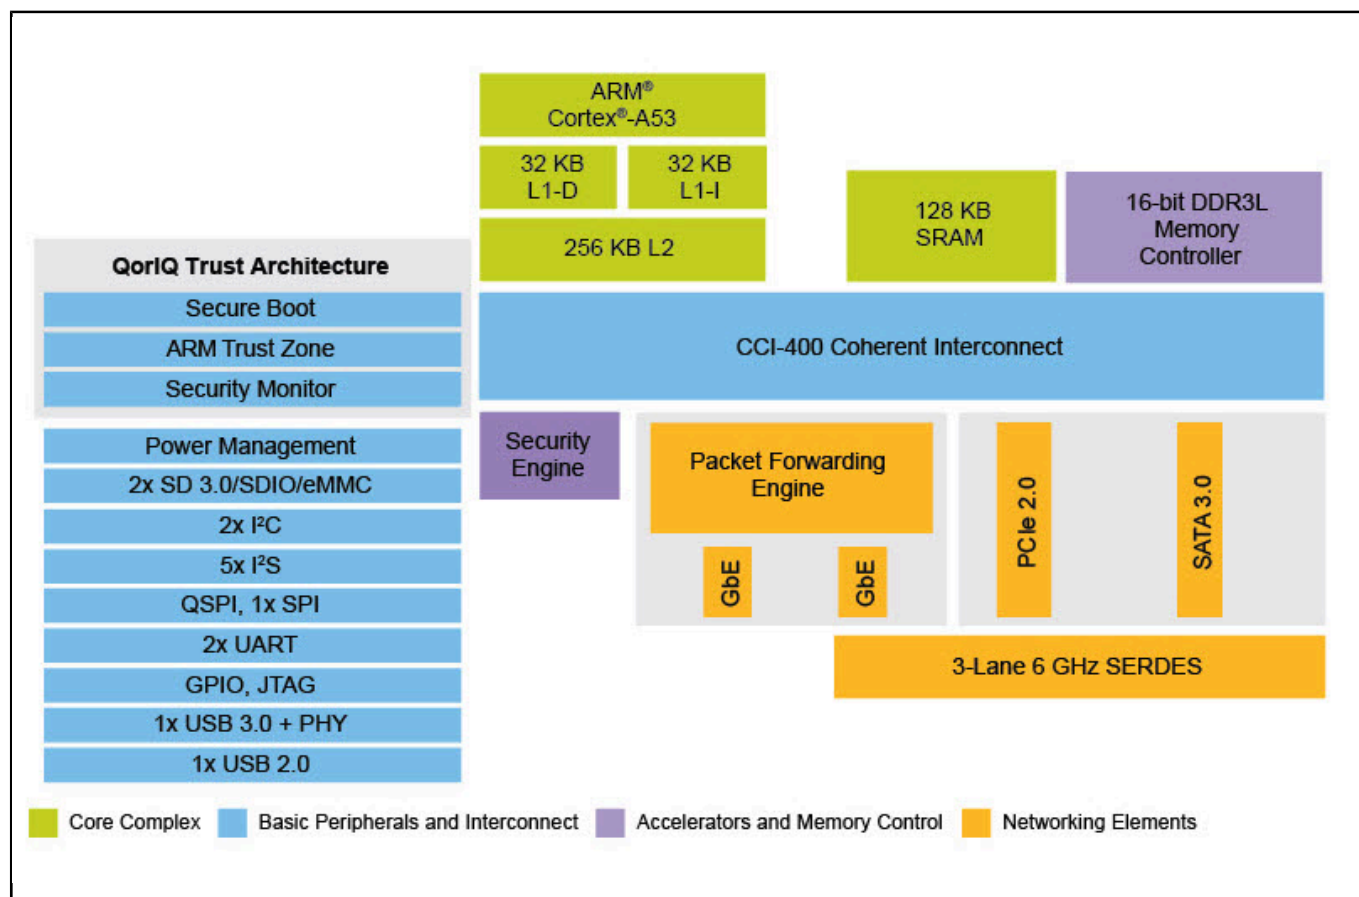 ARM®
Cortex®-A53
32 KB
L1-D
32 KB
L1-I
256 KB L2
128 KB
SRAM
16-bit DDR3L
Memory
Controller
QorIQ Trust Architecture
Secure Boot
ARM Trust Zone
Security Monitor
CCI-400 Coherent Interconnect
Power Management
2x SD 3.0/SDIO/eMMC
2x I²C
5x I²S
QSPI, 1x SPI
2x UART
GPIO, JTAG
1x USB 3.0 + PHY
1x USB 2.0
Security
Engine
Packet Forwarding
Engine
GbE
GbE
PCIe 2.0
SATA 3.0
3-Lane 6 GHz SERDES
Core Complex
Basic Peripherals and Interconnect
Accelerators and Memory Control
Networking Elements